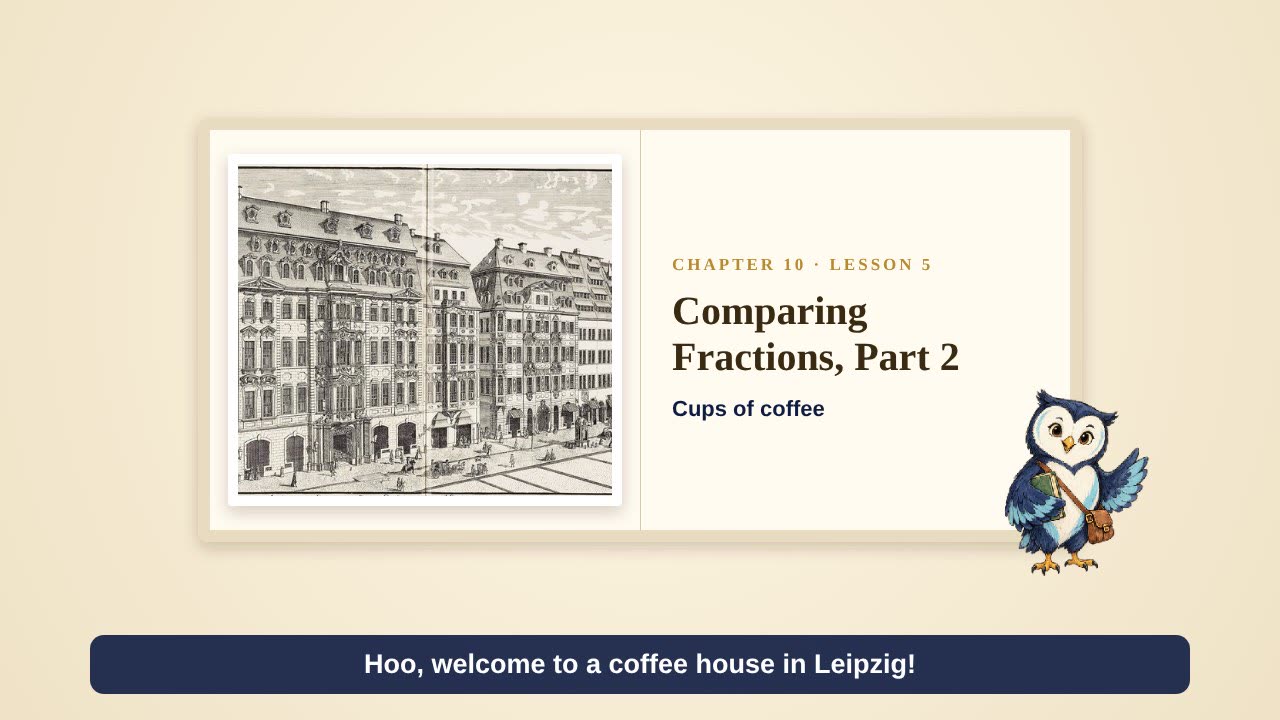 CHAPTER 10 · LESSON 5
Comparing
Fractions, Part 2
Cups of coffee
Hoo, welcome to a coffee house in Leipzig!